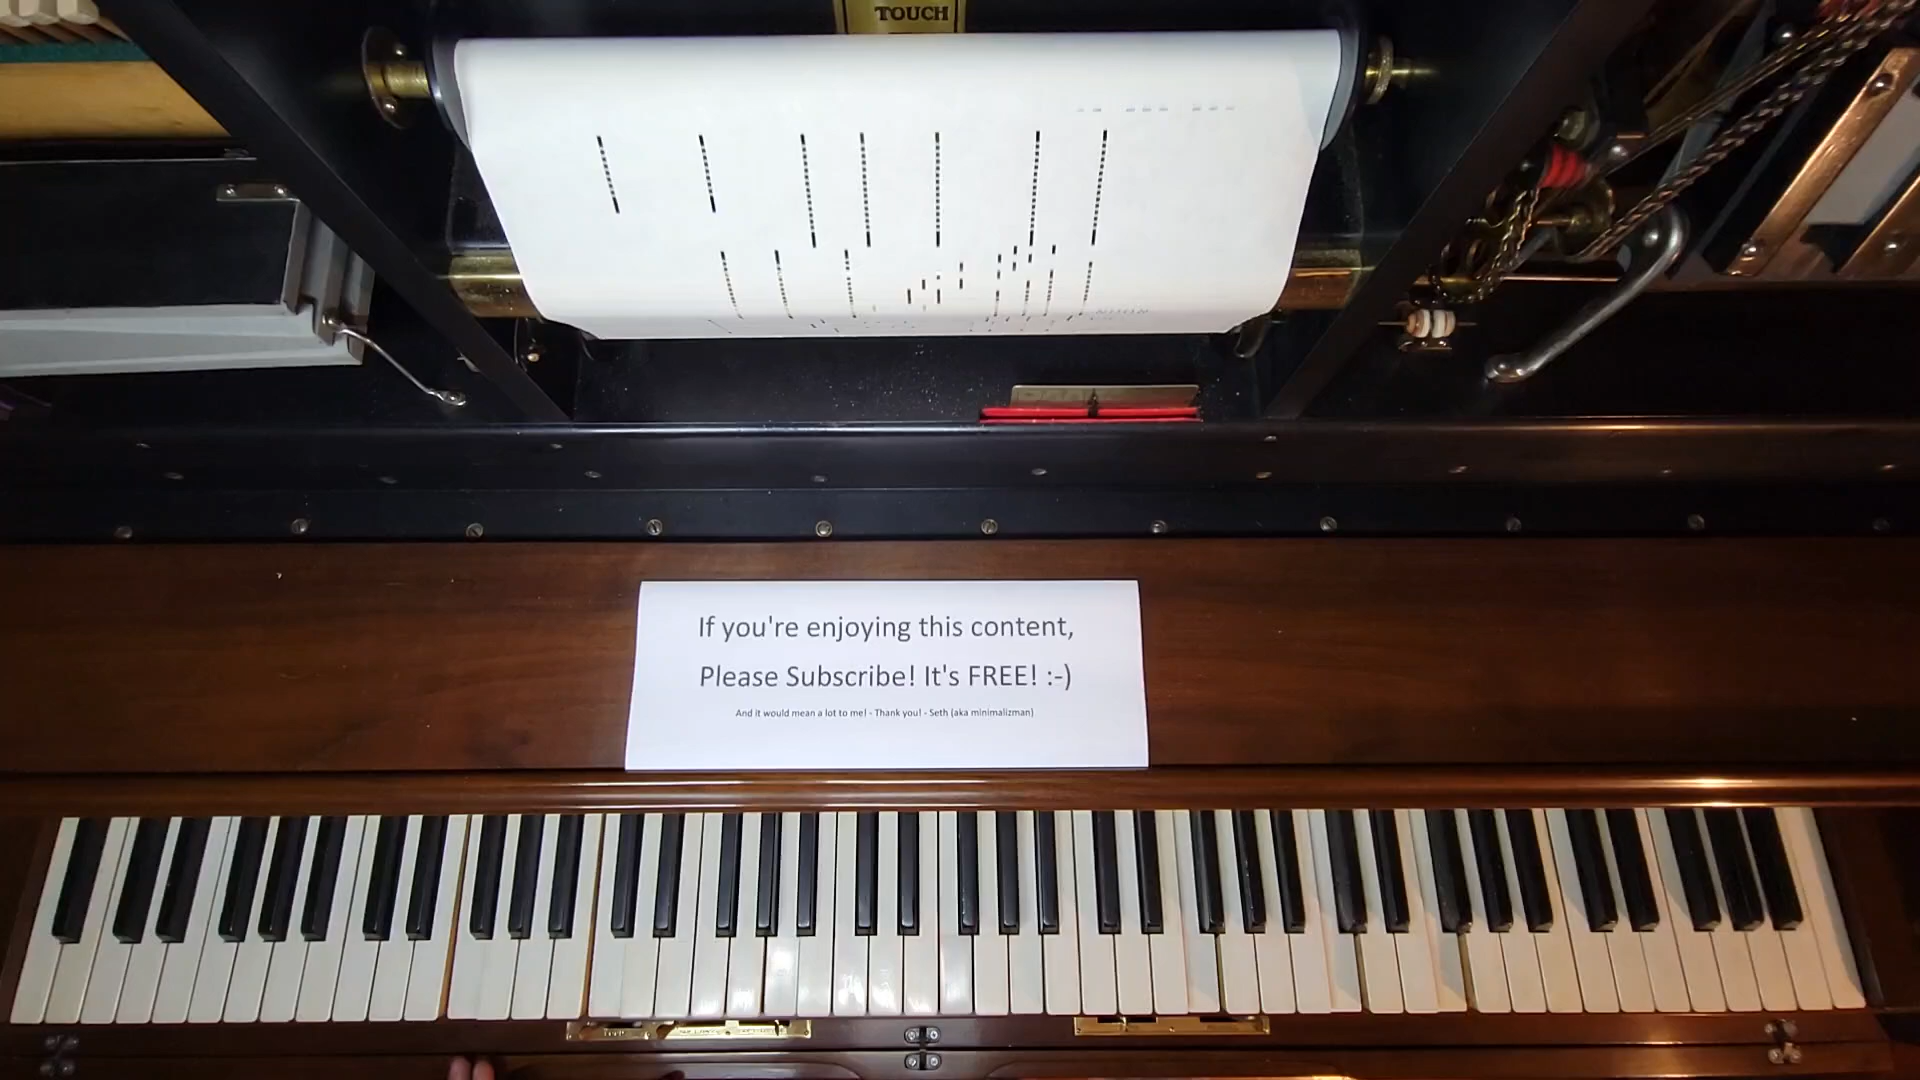 TOUCH
If you're enjoying this content,
Please Subscribe! It's FREE! :-)
And it would mean a lot to me! - Thank you! - Seth (aka minimalizman)